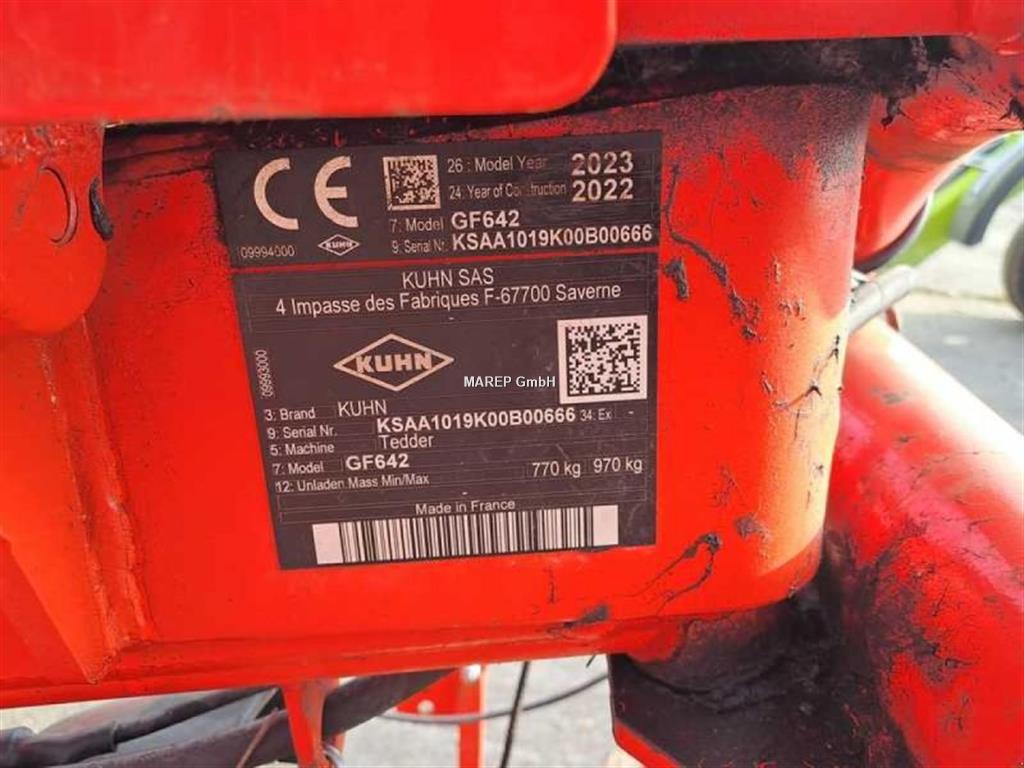 CE
26 : Model Year 2023
24: Year of Construction 2022
7: Model GF642
9: Serial Nr. KSAA1019K00B00666
09994000
KUHN
KUHN SAS
4 Impasse des Fabriques F-67700 Saverne
09993000
KUHN
MAREP GmbH
3: Brand KUHN
9: Serial Nr. KSAA1019K00B00666 34: Ex -
5: Machine Tedder
7: Model GF642
12: Unladen Mass Min/Max 770 kg 970 kg
Made in France